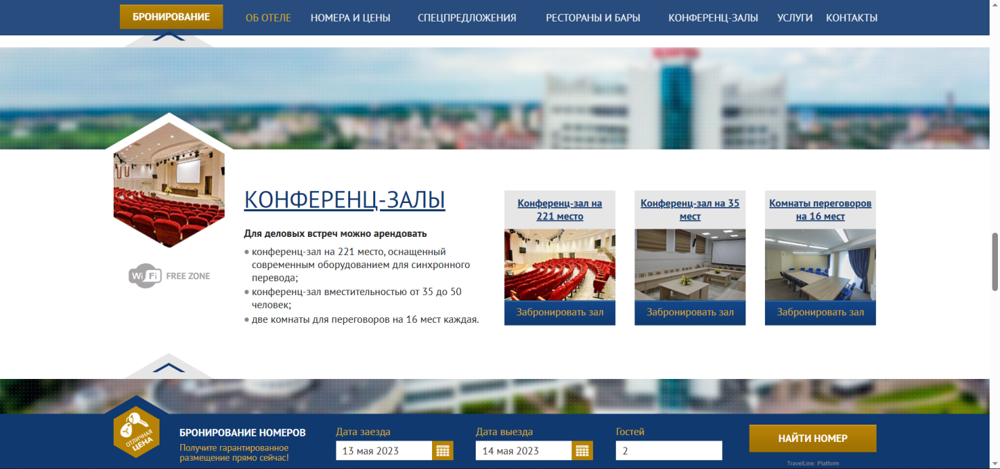 БРОНИРОВАНИЕ ОБ ОТЕЛЕ НОМЕРА И ЦЕНЫ СПЕЦПРЕДЛОЖЕНИЯ РЕСТОРАНЫ И БАРЫ КОНФЕРЕНЦ-ЗАЛЫ УСЛУГИ КОНТАКТЫ
КОНФЕРЕНЦ-ЗАЛЫ
Для деловых встреч можно арендовать
конференц-зал на 221 место, оснащенный
современным оборудованием для синхронного
перевода;
конференц-зал вместительностью от 35 до 50
человек;
две комнаты для переговоров на 16 мест каждая.
Wi Fi FREE ZONE
Конференц-зал на
221 место
Забронировать зал
Конференц-зал на 35
мест
Забронировать зал
Комнаты переговоров
на 16 мест
Забронировать зал
ОТЛИЧНАЯ
ЦЕНА
БРОНИРОВАНИЕ НОМЕРОВ
Получите гарантированное
размещение прямо сейчас!
Дата заезда
13 мая 2023
Дата выезда
14 мая 2023
Гостей
2
НАЙТИ НОМЕР
TravelLine: Platform